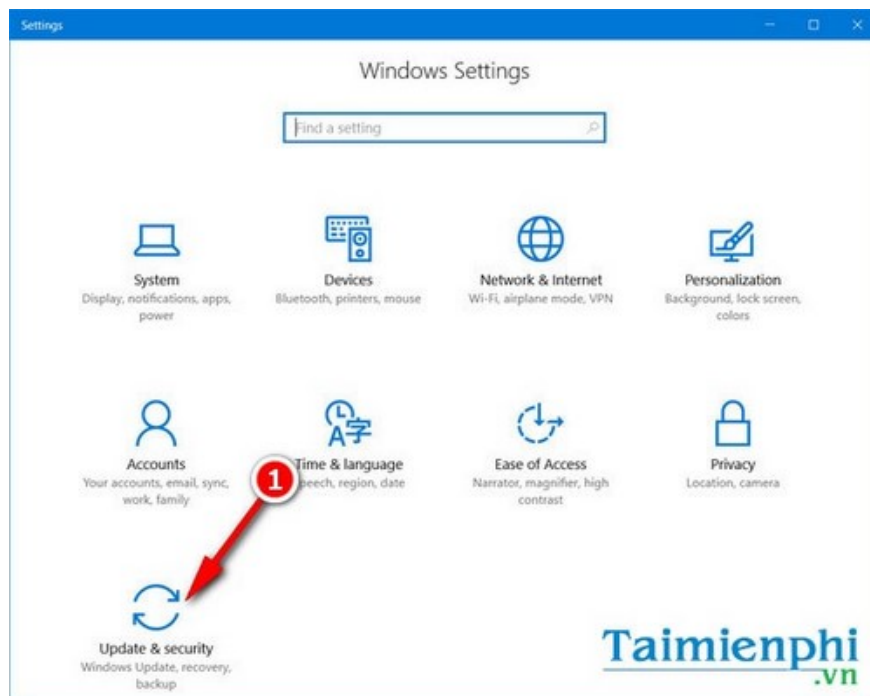 Settings
Windows Settings
Find a setting
System
Display, notifications, apps,
power
Devices
Bluetooth, printers, mouse
Network & Internet
Wi-Fi, airplane mode, VPN
Personalization
Background, lock screen,
colors
Accounts
Your accounts, email, sync,
work, family
Time & language
Speech, region, date
Ease of Access
Narrator, magnifier, high
contrast
Privacy
Location, camera
1
Update & security
Windows Update, recovery,
backup
Taimienphi
.vn